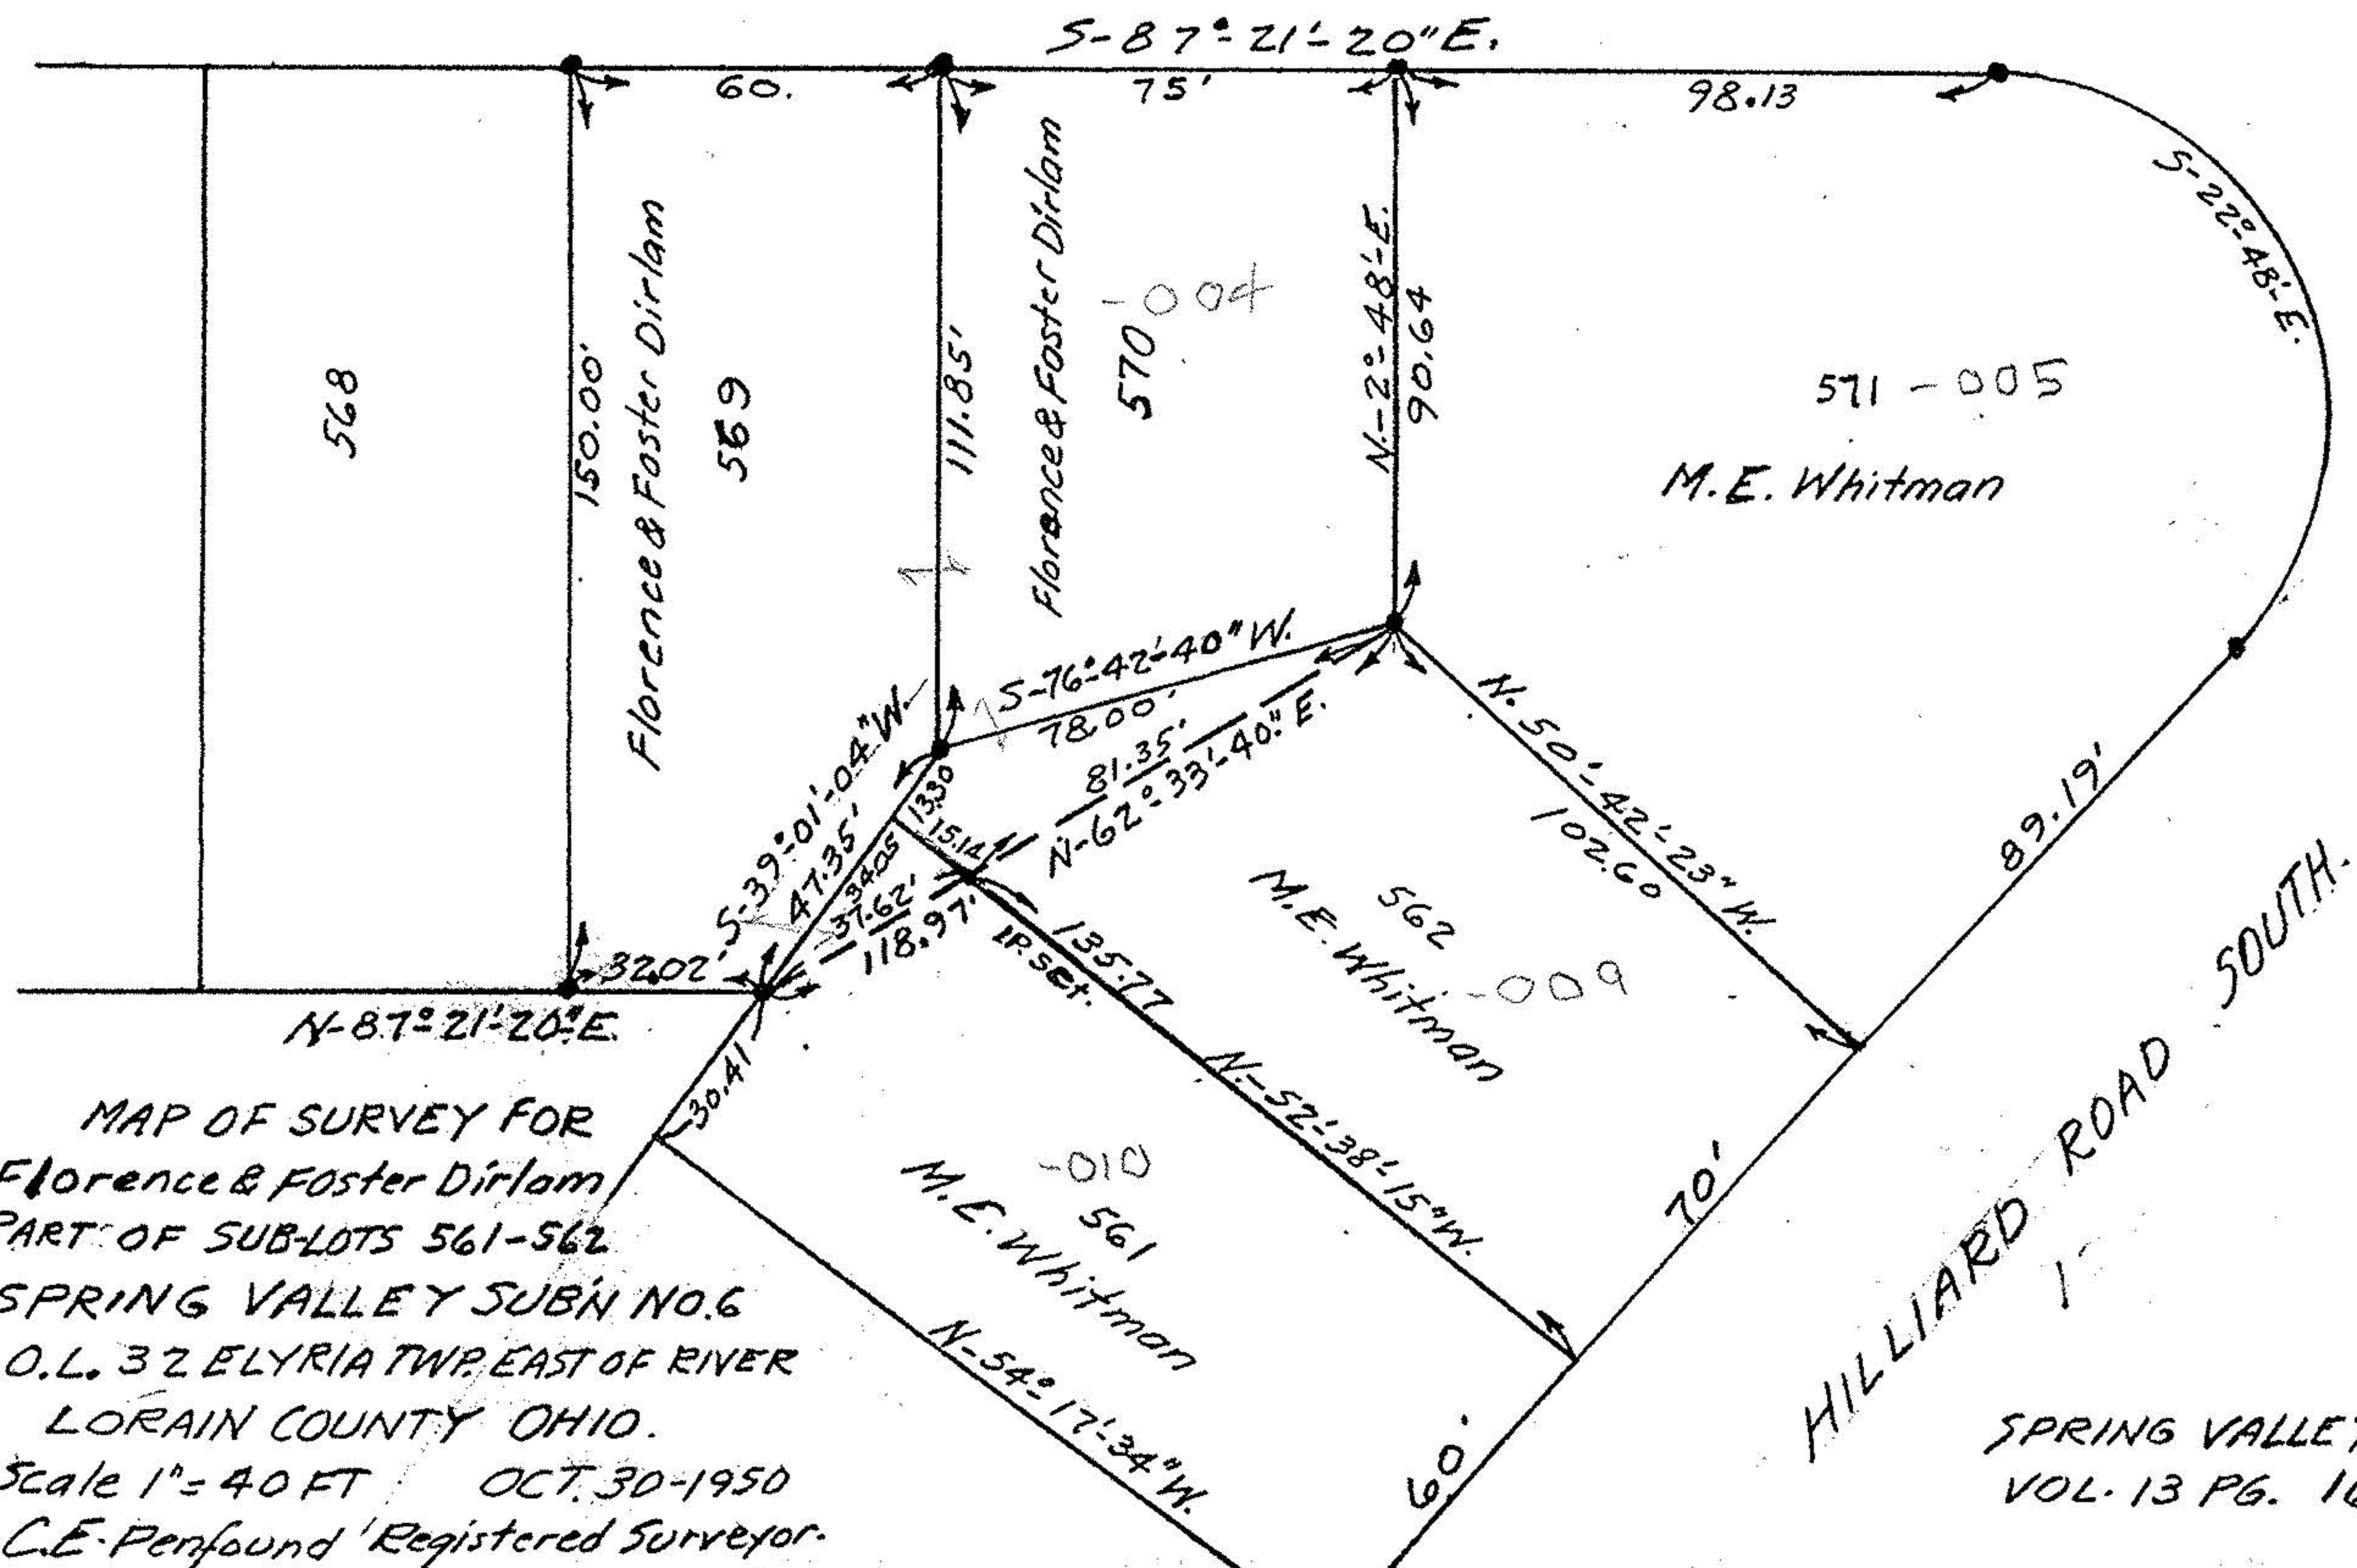 S-87°-21'-20"E.
60.
75'
98.13
S-22°-48'-E.
568
150.00'
Florence & Foster Dirlam
569
111.85'
Florance & Foster Dirlam
570
-004
N-2°-48'-E.
90.64
571 -005
M.E. Whitman
S-76°-42'-40"W.
78.00'
81.35'
N-62°-33'-40."E.
S-39°-01'-04"W.
47.35'
13.30
15.14
34.05
37.62'
118.97'
I.P. Set.
135.77
N-52°-38'-15"W.
N-50°-42'-23"W.
102.60
89.19'
562
M.E. Whitman
-009
32.02'
N-87°-21'-20"E.
30.41
-010
561
M.E. Whitman
N-54°-17'-34"W.
70'
60'
HILLIARD ROAD SOUTH.
MAP OF SURVEY FOR
Florence & Foster Dirlam
PART OF SUB-LOTS 561-562
SPRING VALLEY SUB'N NO.6
O.L. 32 ELYRIA TWP. EAST OF RIVER
LORAIN COUNTY OHIO.
Scale 1"=40 FT OCT. 30-1950
C.E. Penfound Registered Surveyor.
SPRING VALLEY
VOL. 13 PG.